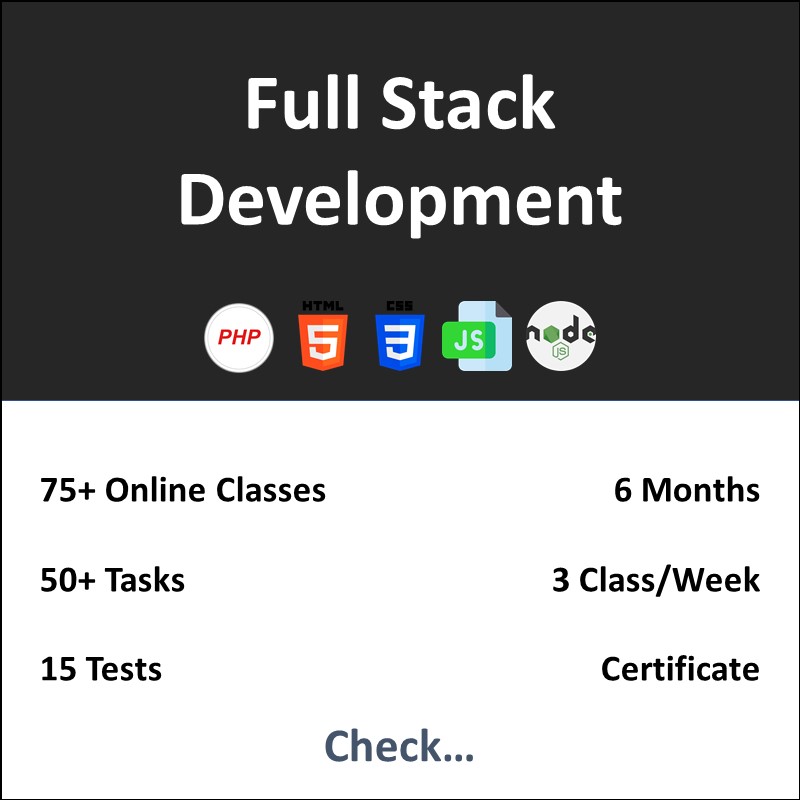 Full Stack
Development
PHP
HTML
5
CSS
3
JS
node
JS
75+ Online Classes
6 Months
50+ Tasks
3 Class/Week
15 Tests
Certificate
Check...